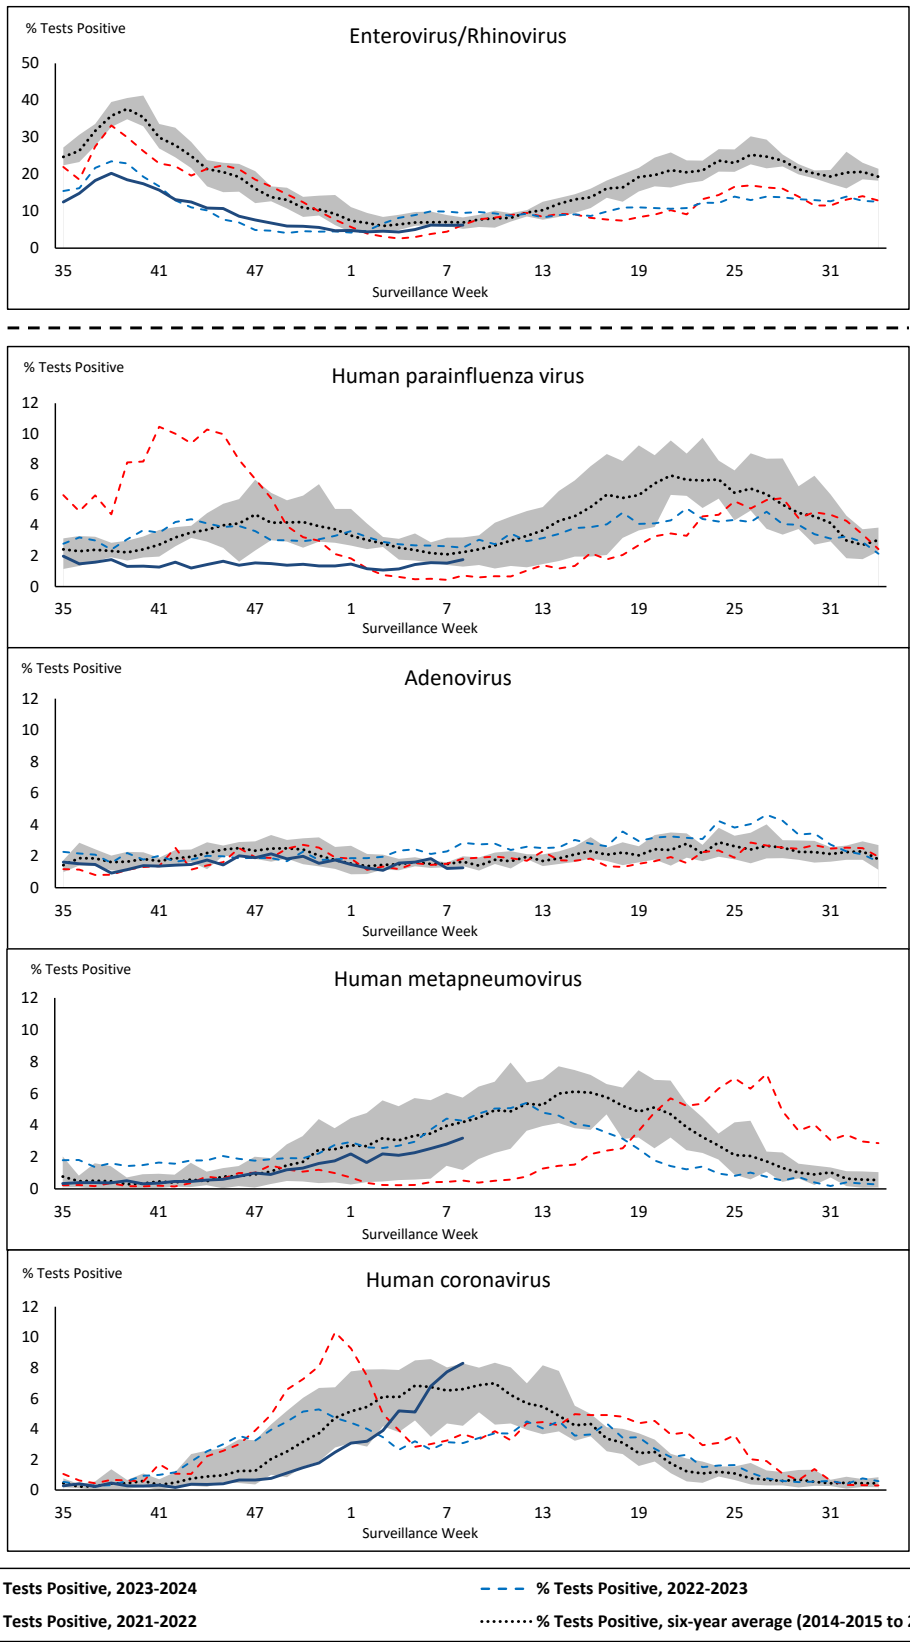 % Tests Positive
Enterovirus/Rhinovirus
50
40
30
20
10
0
35 41 47 1 7 13 19 25 31
Surveillance Week
% Tests Positive
Human parainfluenza virus
12
10
8
6
4
2
0
35 41 47 1 7 13 19 25 31
Surveillance Week
% Tests Positive
Adenovirus
12
10
8
6
4
2
0
35 41 47 1 7 13 19 25 31
Surveillance Week
% Tests Positive
Human metapneumovirus
12
10
8
6
4
2
0
35 41 47 1 7 13 19 25 31
Surveillance Week
% Tests Positive
Human coronavirus
12
10
8
6
4
2
0
35 41 47 1 7 13 19 25 31
Surveillance Week
Tests Positive, 2023-2024 % Tests Positive, 2022-2023
Tests Positive, 2021-2022 % Tests Positive, six-year average (2014-2015 to